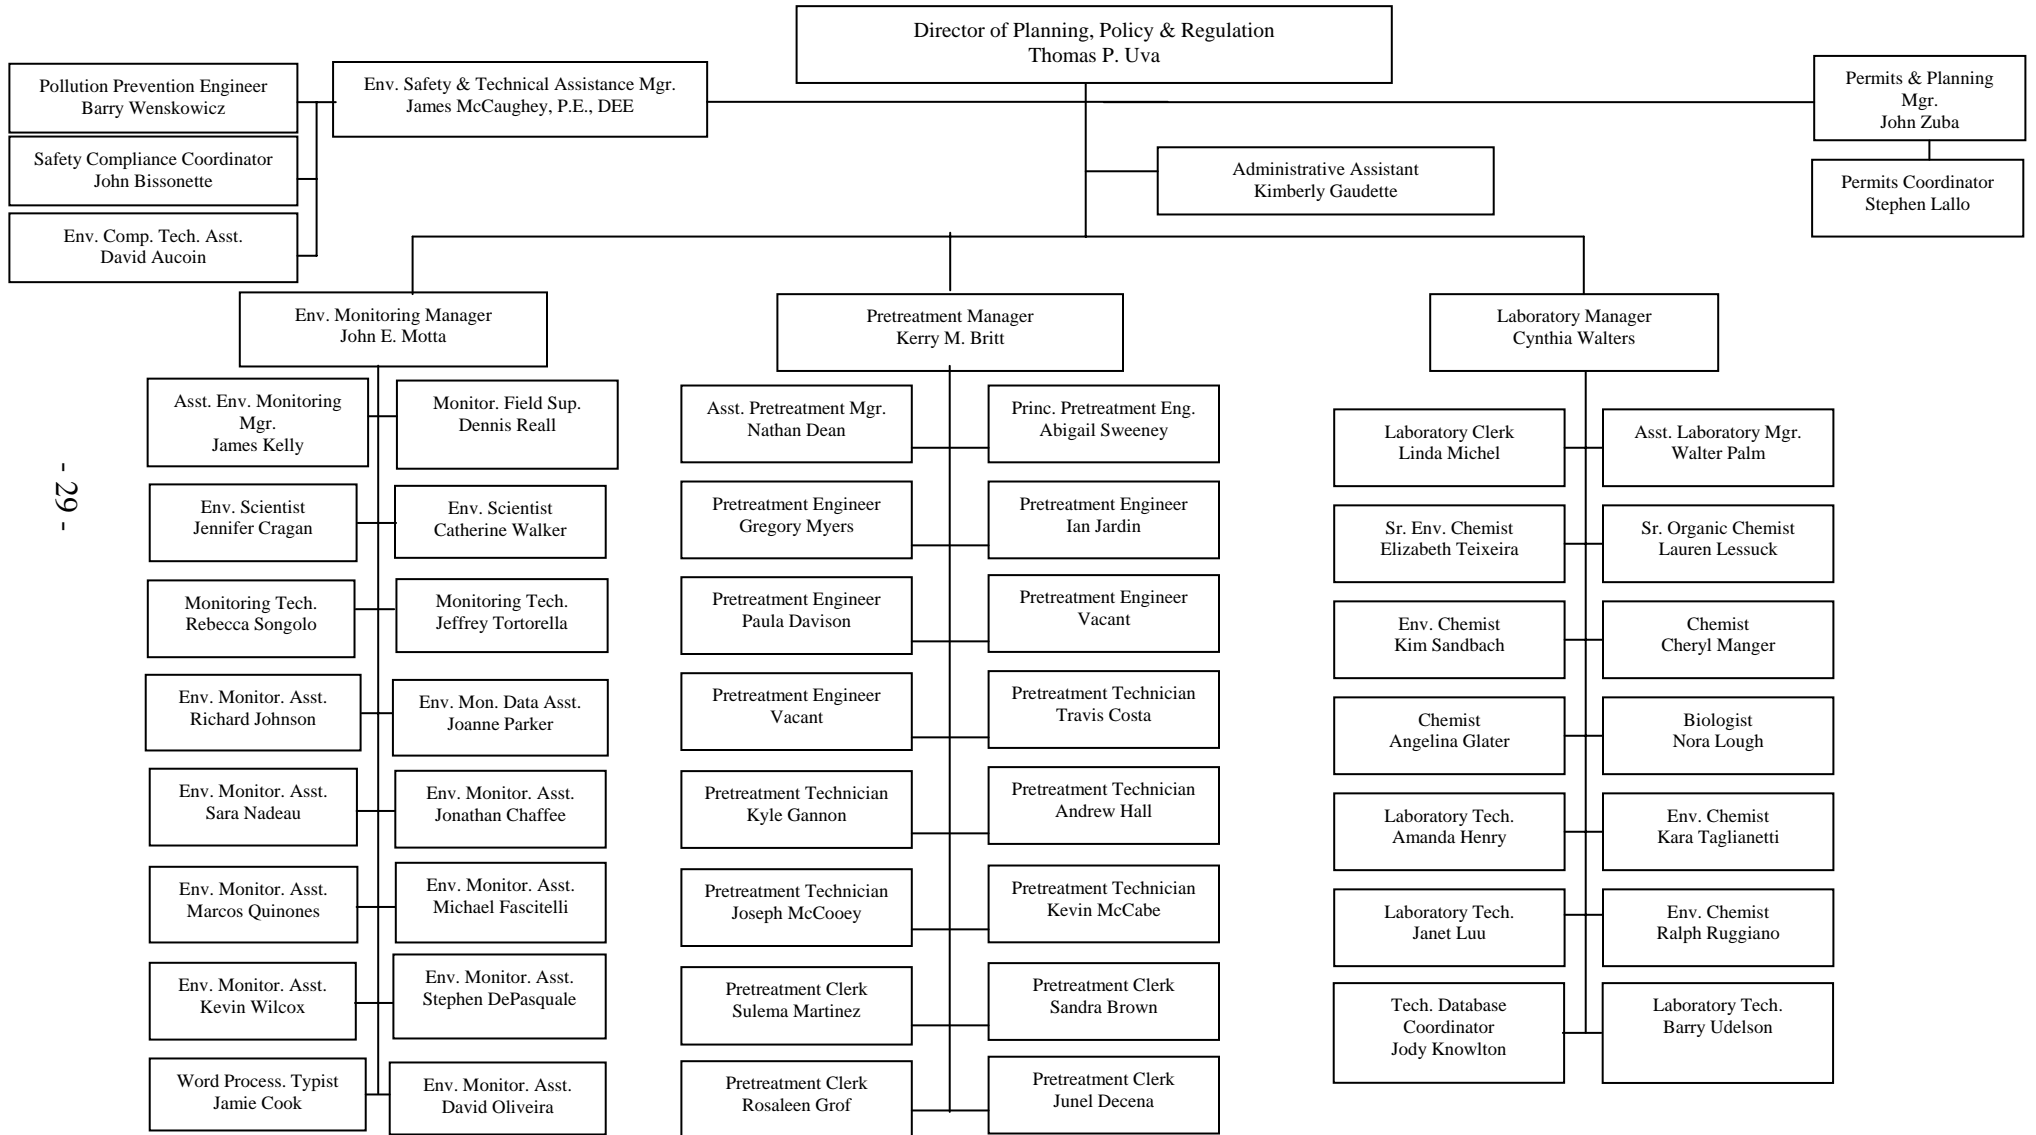 Director of Planning, Policy & Regulation
Thomas P. Uva
Pollution Prevention Engineer
Barry Wenskowicz
Env. Safety & Technical Assistance Mgr.
James McCaughey, P.E., DEE
Permits & Planning
Mgr.
John Zuba
Safety Compliance Coordinator
John Bissonette
Administrative Assistant
Kimberly Gaudette
Permits Coordinator
Stephen Lallo
Env. Comp. Tech. Asst.
David Aucoin
Env. Monitoring Manager
John E. Motta
Asst. Env. Monitoring
Mgr.
James Kelly
Monitor. Field Sup.
Dennis Reall
Env. Scientist
Jennifer Cragan
Env. Scientist
Catherine Walker
Monitoring Tech.
Rebecca Songolo
Monitoring Tech.
Jeffrey Tortorella
Env. Monitor. Asst.
Richard Johnson
Env. Mon. Data Asst.
Joanne Parker
Env. Monitor. Asst.
Sara Nadeau
Env. Monitor. Asst.
Jonathan Chaffee
Env. Monitor. Asst.
Marcos Quinones
Env. Monitor. Asst.
Michael Fascitelli
Env. Monitor. Asst.
Kevin Wilcox
Env. Monitor. Asst.
Stephen DePasquale
Word Process. Typist
Jamie Cook
Env. Monitor. Asst.
David Oliveira
Pretreatment Manager
Kerry M. Britt
Asst. Pretreatment Mgr.
Nathan Dean
Princ. Pretreatment Eng.
Abigail Sweeney
Pretreatment Engineer
Gregory Myers
Pretreatment Engineer
Ian Jardin
Pretreatment Engineer
Paula Davison
Pretreatment Engineer
Vacant
Pretreatment Engineer
Vacant
Pretreatment Technician
Travis Costa
Pretreatment Technician
Kyle Gannon
Pretreatment Technician
Andrew Hall
Pretreatment Technician
Joseph McCooey
Pretreatment Technician
Kevin McCabe
Pretreatment Clerk
Sulema Martinez
Pretreatment Clerk
Sandra Brown
Pretreatment Clerk
Rosaleen Grof
Pretreatment Clerk
Junel Decena
Laboratory Manager
Cynthia Walters
Laboratory Clerk
Linda Michel
Asst. Laboratory Mgr.
Walter Palm
Sr. Env. Chemist
Elizabeth Teixeira
Sr. Organic Chemist
Lauren Lessuck
Env. Chemist
Kim Sandbach
Chemist
Cheryl Manger
Chemist
Angelina Glater
Biologist
Nora Lough
Laboratory Tech.
Amanda Henry
Env. Chemist
Kara Taglianetti
Laboratory Tech.
Janet Luu
Env. Chemist
Ralph Ruggiano
Tech. Database
Coordinator
Jody Knowlton
Laboratory Tech.
Barry Udelson
- 29 -